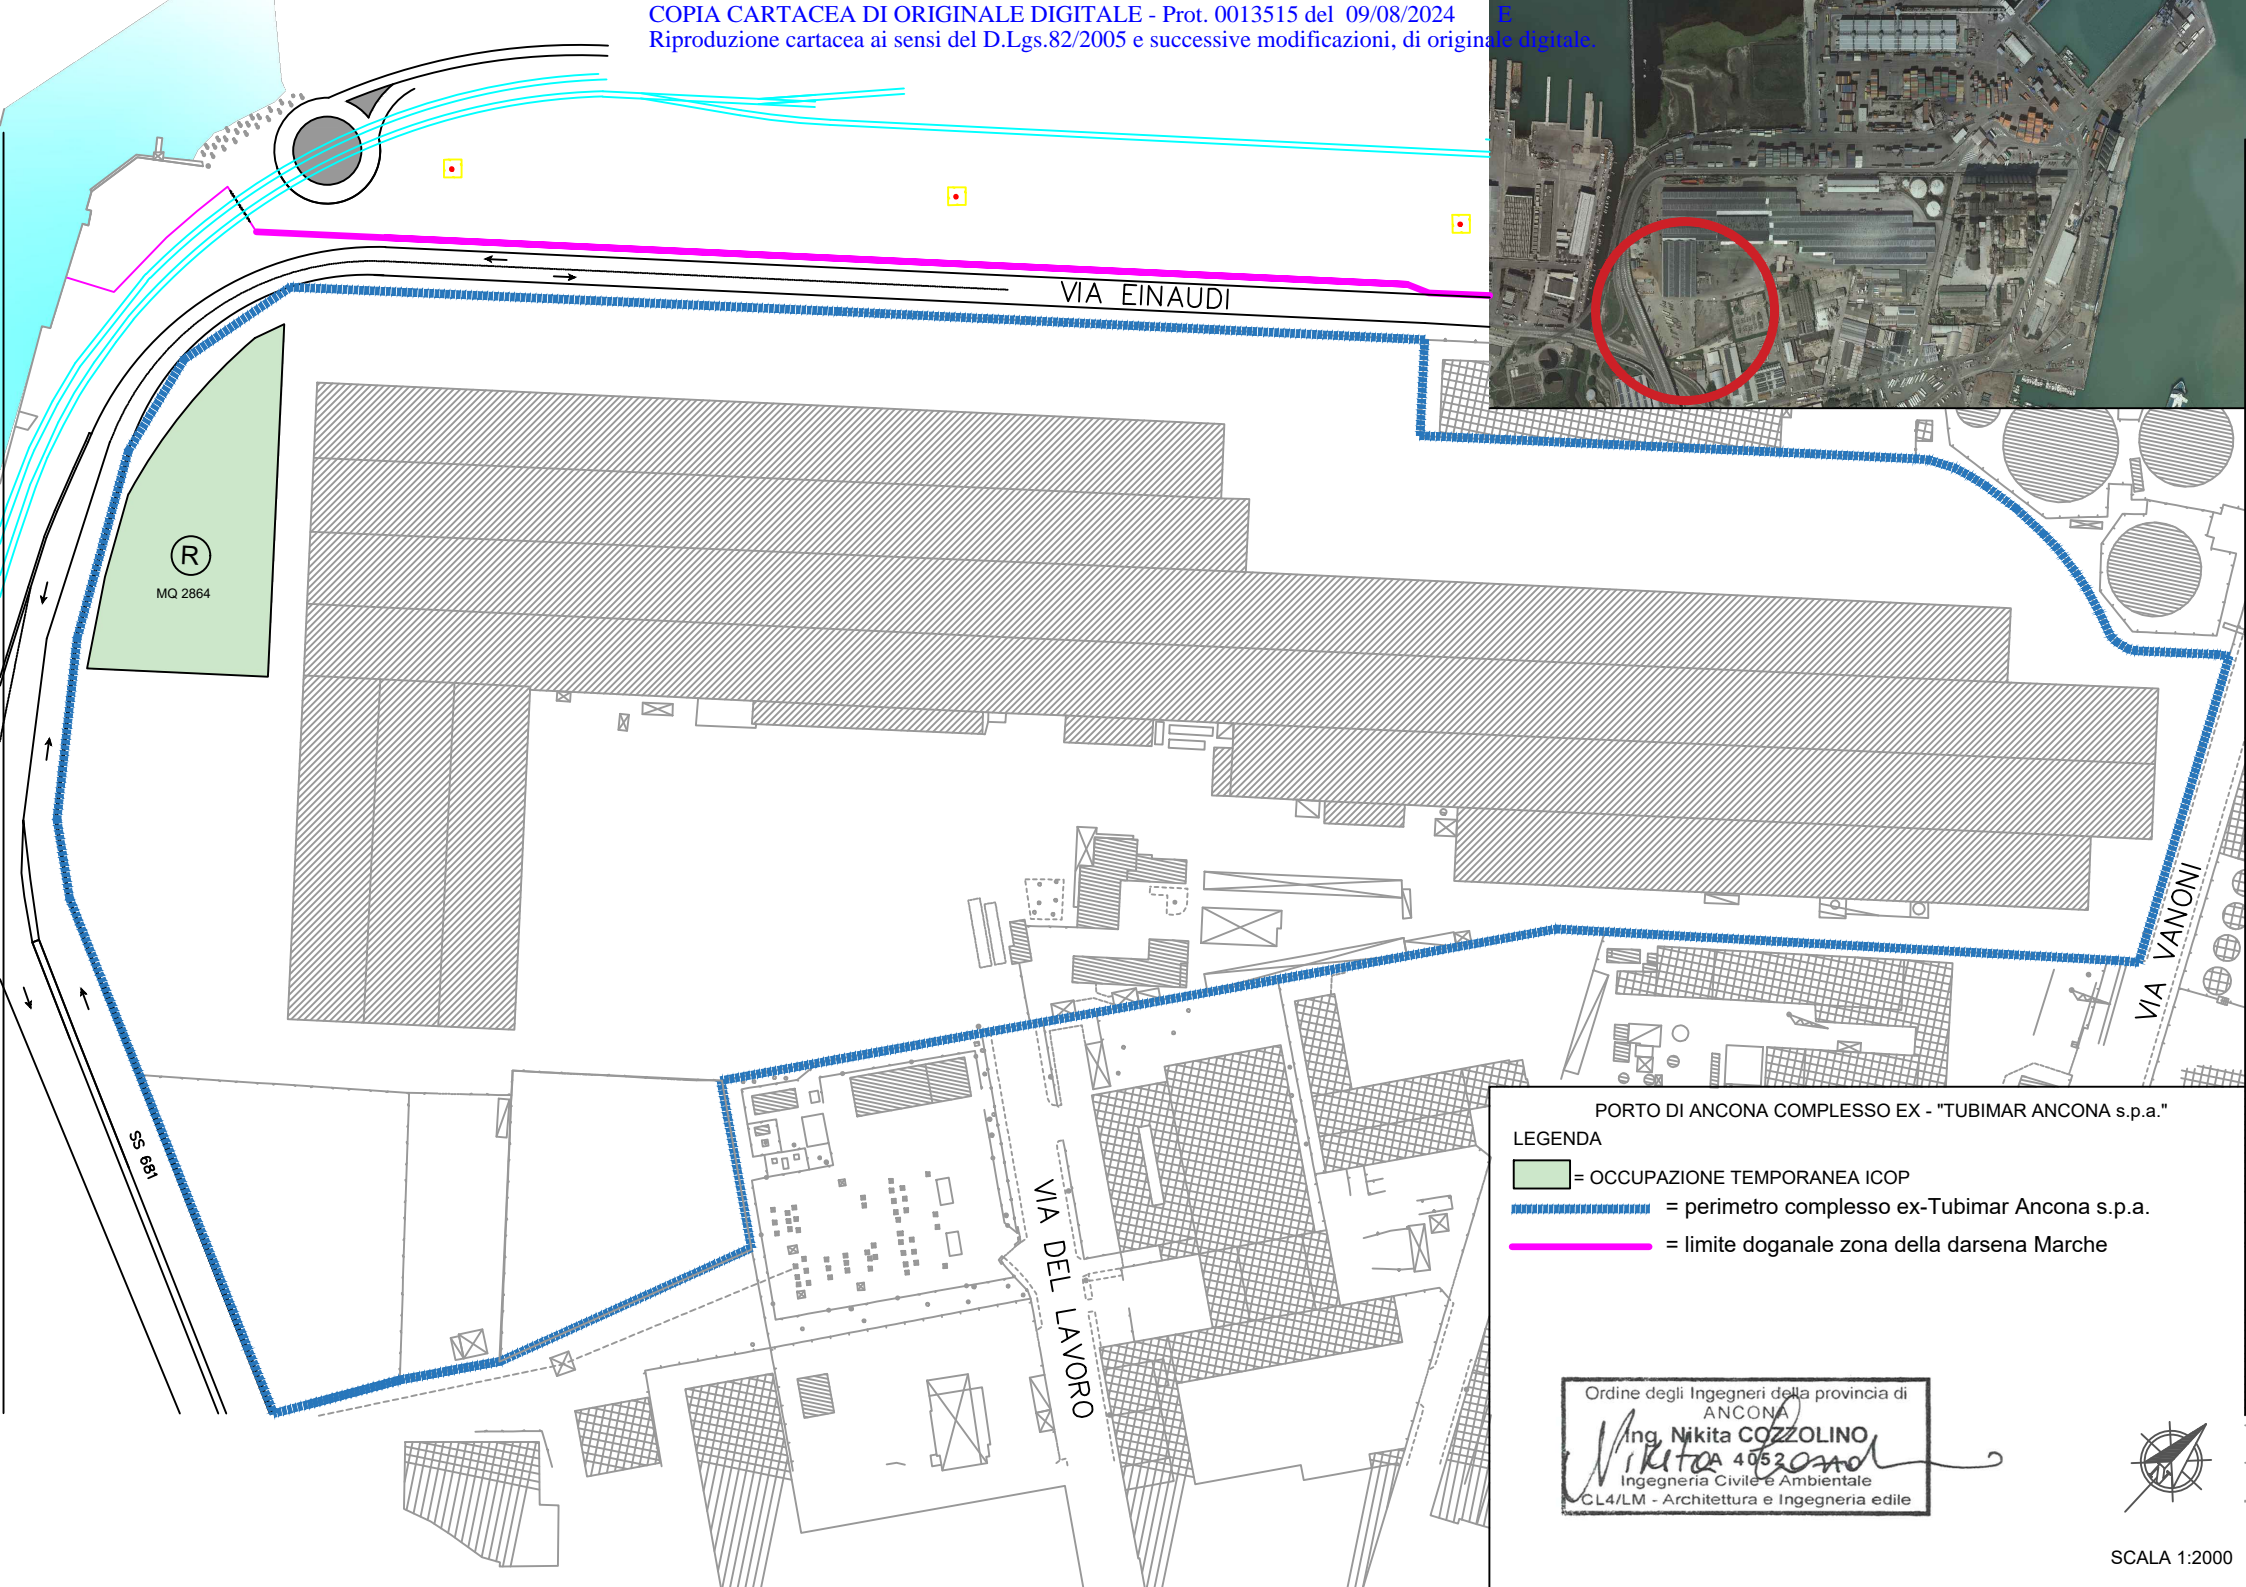 COPIA CARTACEA DI ORIGINALE DIGITALE - Prot. 0013515 del 09/08/2024 E
Riproduzione cartacea ai sensi del D.Lgs.82/2005 e successive modificazioni, di originale digitale.
VIA EINAUDI
R
MQ 2864
VIA VANONI
SS 681
VIA DEL LAVORO
PORTO DI ANCONA COMPLESSO EX - "TUBIMAR ANCONA s.p.a."
LEGENDA
= OCCUPAZIONE TEMPORANEA ICOP
= perimetro complesso ex-Tubimar Ancona s.p.a.
= limite doganale zona della darsena Marche
Ordine degli Ingegneri della provincia di
ANCONA
Ing. Nikita COZZOLINO
A 4052
Ingegneria Civile e Ambientale
CL4/LM - Architettura e Ingegneria edile
SCALA 1:2000